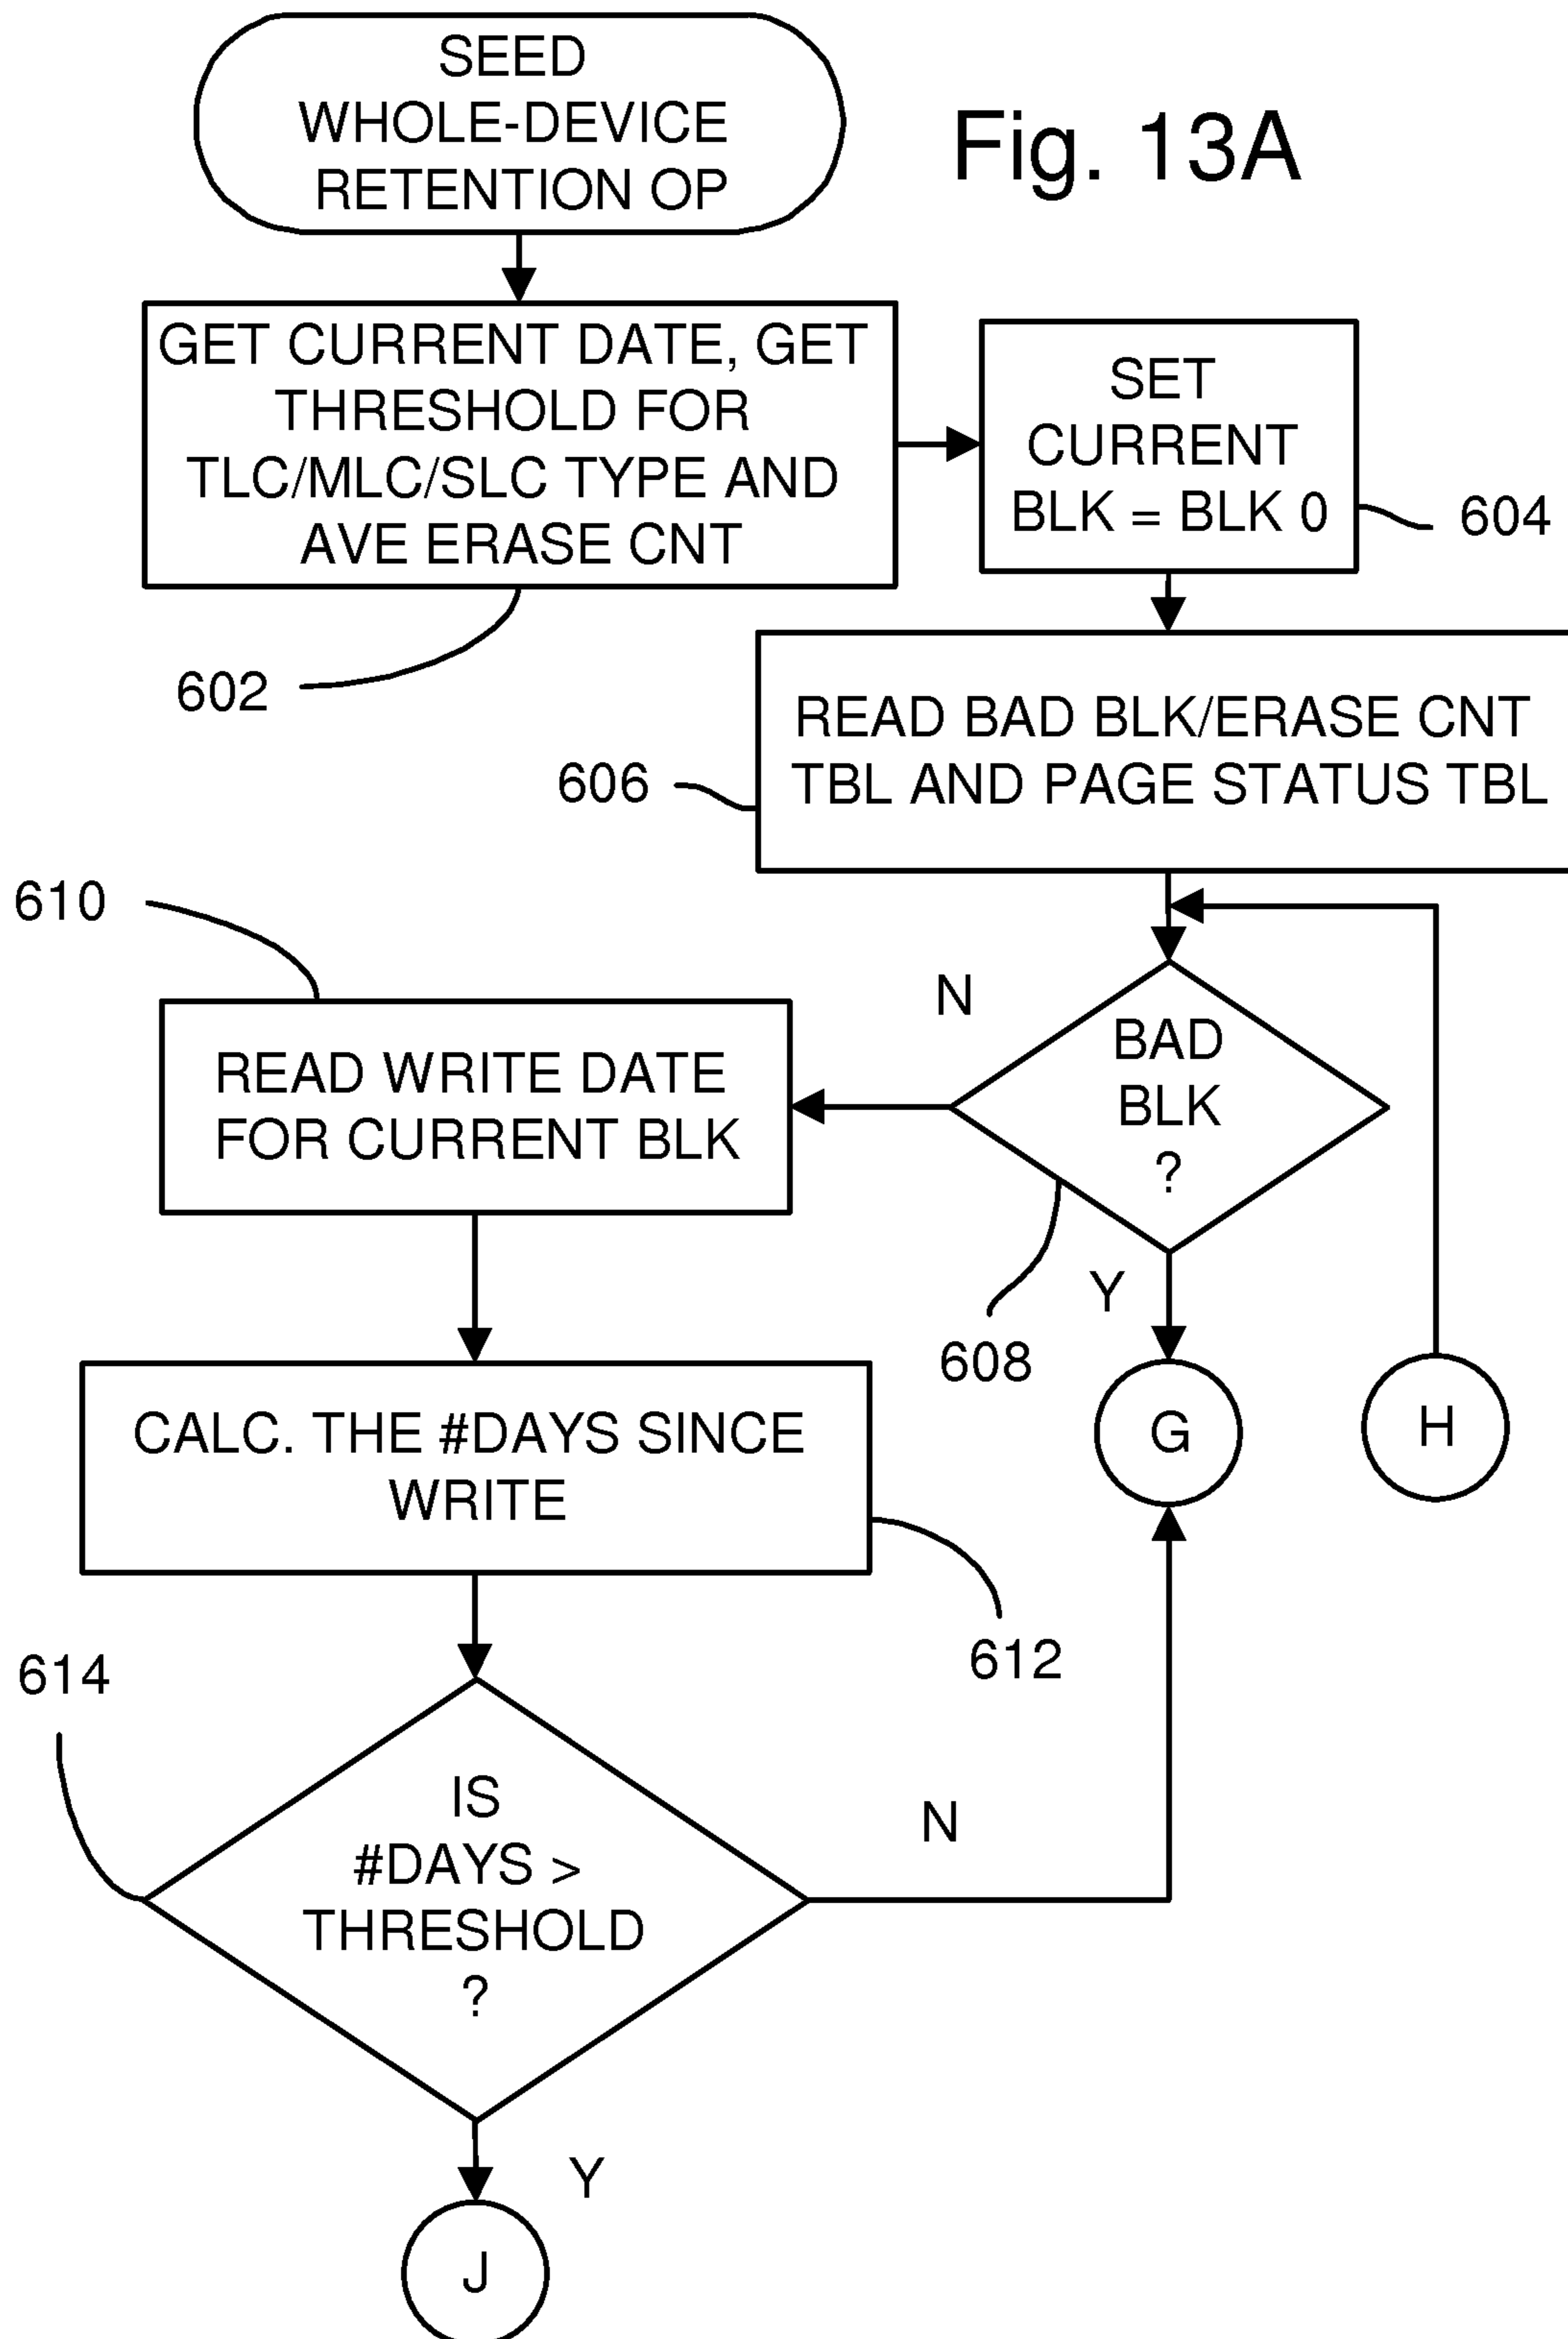 SEED
WHOLE-DEVICE
RETENTION OP
Fig. 13A
GET CURRENT DATE, GET
THRESHOLD FOR
TLC/MLC/SLC TYPE AND
AVE ERASE CNT
602
SET
CURRENT
BLK = BLK 0
604
READ BAD BLK/ERASE CNT
TBL AND PAGE STATUS TBL
606
610
N
BAD
BLK
?
READ WRITE DATE
FOR CURRENT BLK
Y
608
G
H
CALC. THE #DAYS SINCE
WRITE
612
614
IS
#DAYS >
THRESHOLD
?
N
Y
J